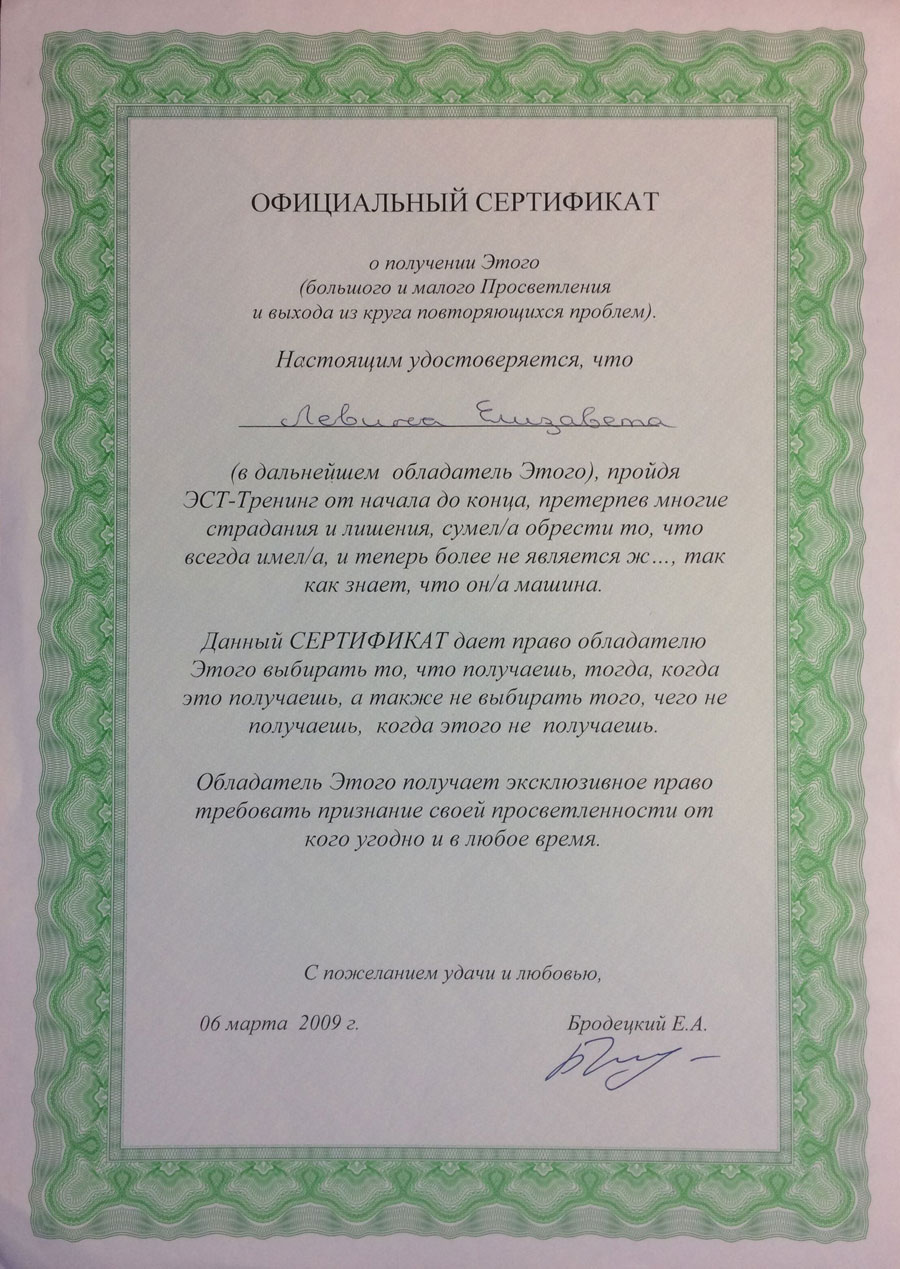 ОФИЦИАЛЬНЫЙ СЕРТИФИКАТ
о получении Этого
(большого и малого Просветления
и выхода из круга повторяющихся проблем).
Настоящим удостоверяется, что
Левина Елизавета
(в дальнейшем обладатель Этого), пройдя
ЭСТ-Тренинг от начала до конца, претерпев многие
страдания и лишения, сумел/а обрести то, что
всегда имел/а, и теперь более не является ж..., так
как знает, что он/а машина.
Данный СЕРТИФИКАТ дает право обладателю
Этого выбирать то, что получаешь, тогда, когда
это получаешь, а также не выбирать того, чего не
получаешь, когда этого не получаешь.
Обладатель Этого получает эксклюзивное право
требовать признание своей просветленности от
кого угодно и в любое время.
С пожеланием удачи и любовью,
06 марта 2009 г.
Бродецкий Е.А.